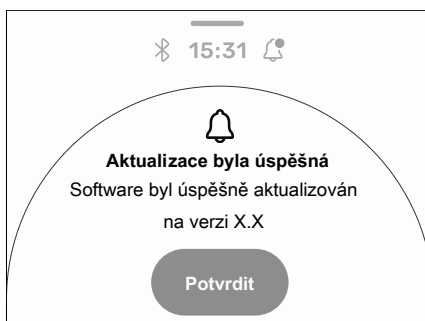 15:31
Aktualizace byla úspěšná
Software byl úspěšně aktualizován
na verzi X.X
Potvrdit